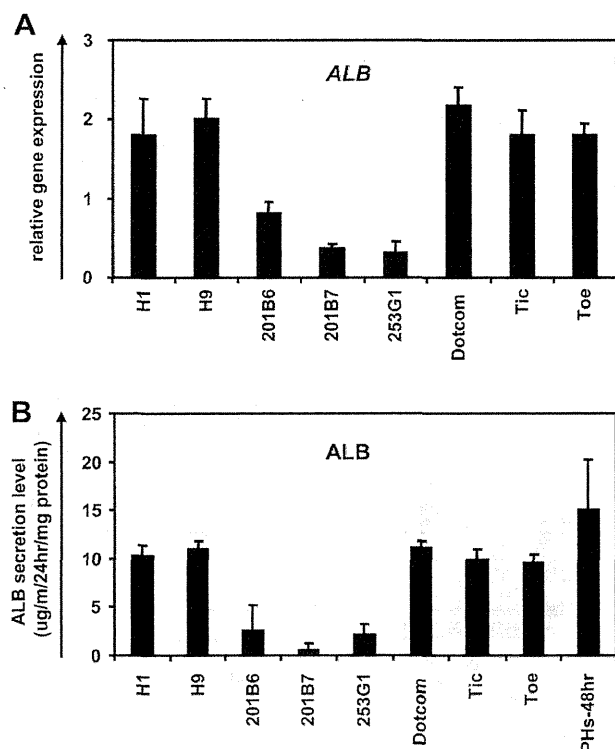 A
relative gene expression
3
2
1
0
ALB
H1
H9
201B6
201B7
253G1
Dotcom
Tic
Toe
B
ALB secretion level
(ug/m/24hr/mg protein)
25
20
15
10
5
0
ALB
H1
H9
201B6
201B7
253G1
Dotcom
Tic
Toe
PHs-48hr